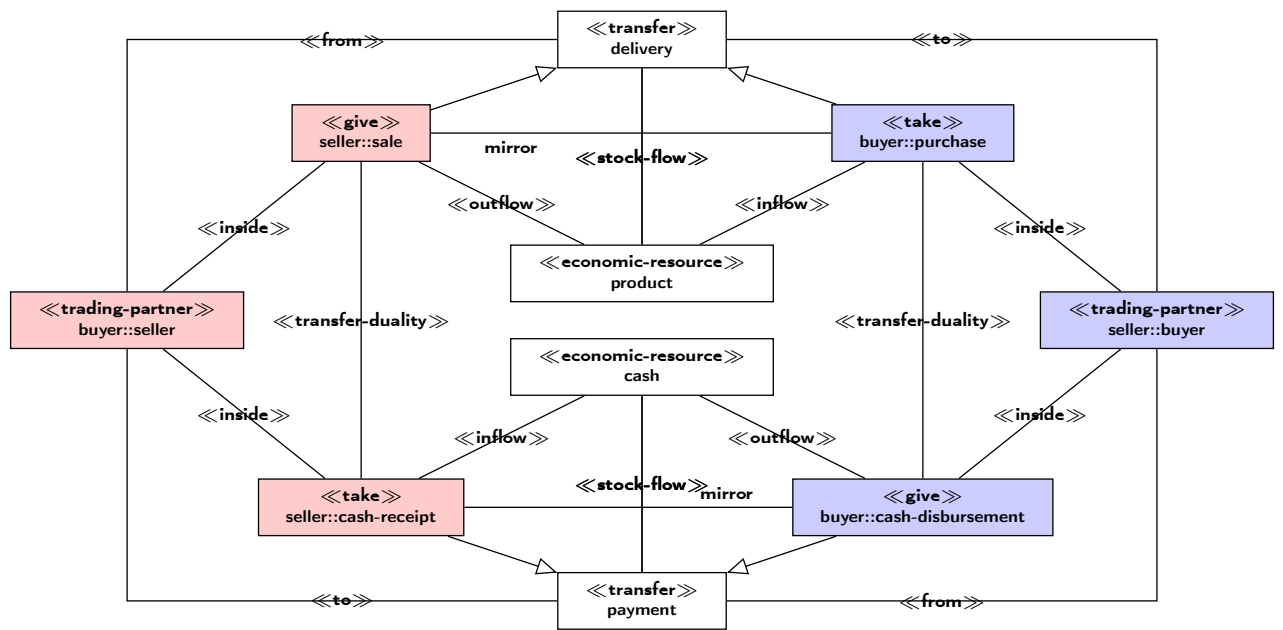 ≪transfer≫
delivery
≪from≫
≪to≫
≪give≫
seller::sale
≪take≫
buyer::purchase
mirror
≪stock-flow≫
≪outflow≫
≪inflow≫
≪inside≫
≪inside≫
≪economic-resource≫
product
≪trading-partner≫
buyer::seller
≪transfer-duality≫
≪transfer-duality≫
≪trading-partner≫
seller::buyer
≪economic-resource≫
cash
≪inside≫
≪inside≫
≪inflow≫
≪outflow≫
≪stock-flow≫
mirror
≪take≫
seller::cash-receipt
≪give≫
buyer::cash-disbursement
≪transfer≫
payment
≪to≫
≪from≫